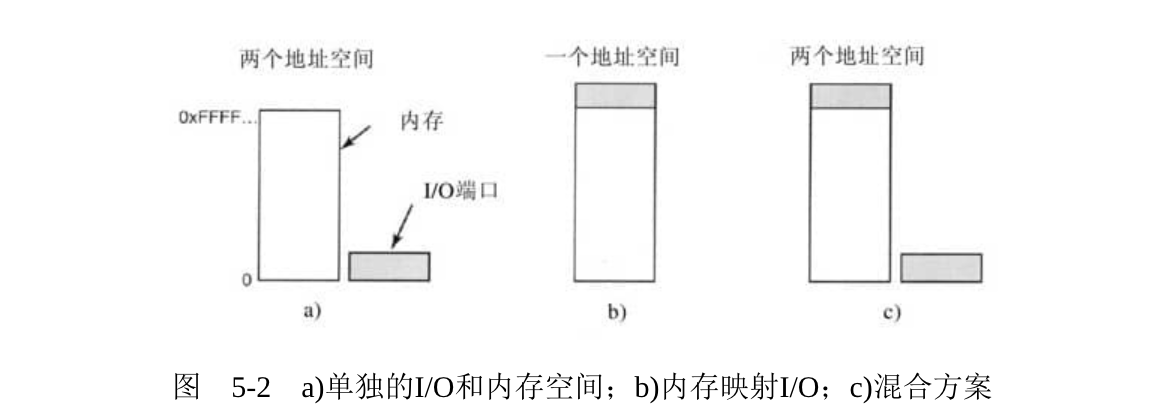 两个地址空间
一个地址空间
两个地址空间
0xFFFF…
内存
I/O端口
0
a)
b)
c)
图 5-2 a)单独的I/O和内存空间；b)内存映射I/O；c)混合方案